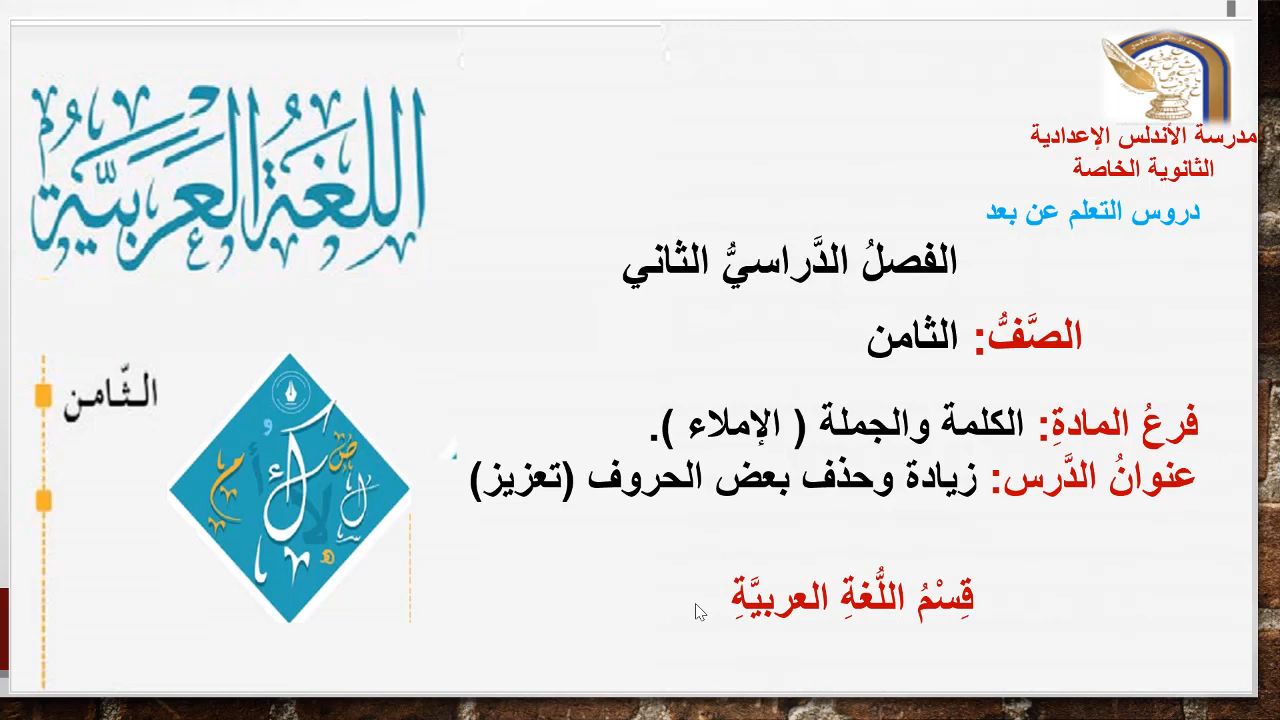 مدرسة الأندلس الإعدادية
الثانوية الخاصة
دروس التعلم عن بعد
اللغة العربيّة
الفصلُ الدَّراسيُّ الثاني
الصَّفُّ: الثامن
الثّامن
فرعُ المادةِ: الكلمة والجملة ( الإملاء ).
عنوانُ الدَّرس: زيادة وحذف بعض الحروف (تعزيز)
قِسْمُ اللُّغةِ العربيَّةِ